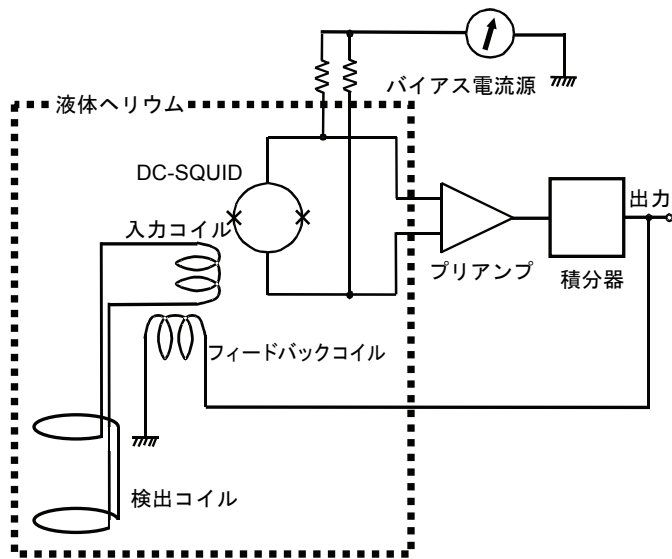 バイアス電流源
液体ヘリウム
DC-SQUID
入力コイル
プリアンプ
積分器
出力
フィードバックコイル
検出コイル